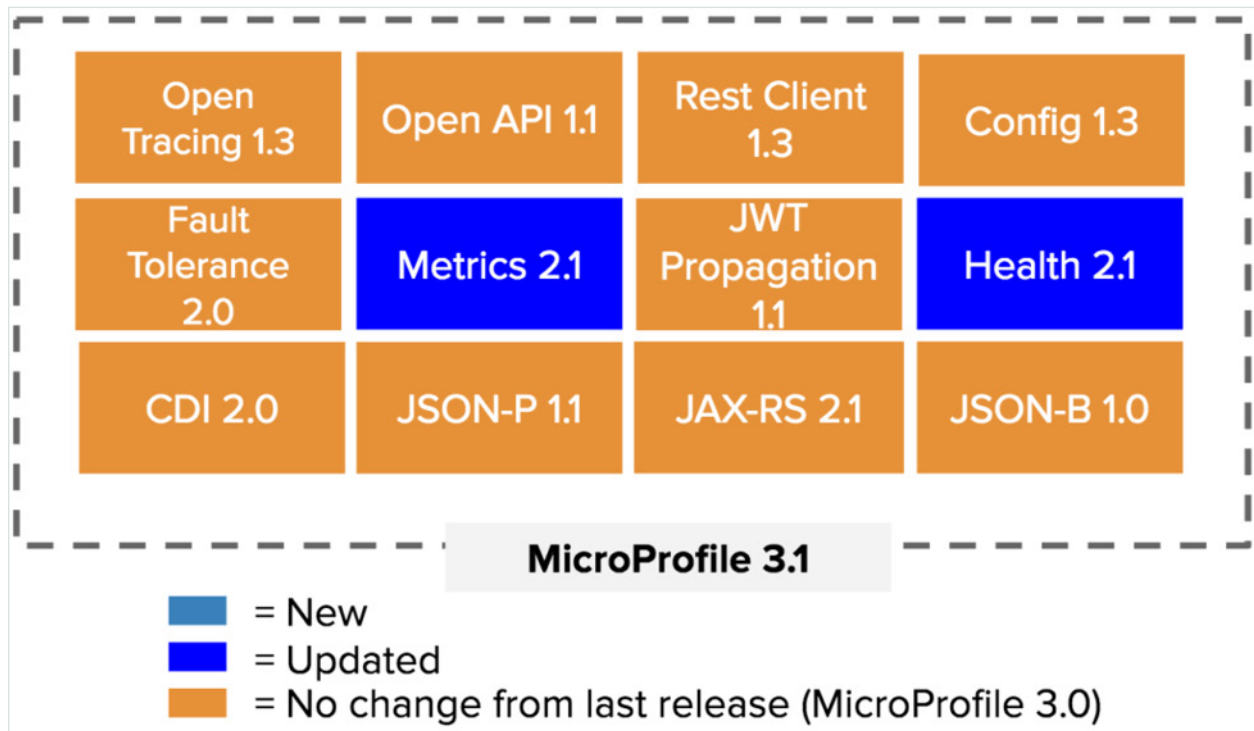 Open
Tracing 1.3
Open API 1.1
Rest Client
1.3
Config 1.3
Fault
Tolerance
2.0
Metrics 2.1
JWT
Propagation
1.1
Health 2.1
CDI 2.0
JSON-P 1.1
JAX-RS 2.1
JSON-B 1.0
MicroProfile 3.1
= New
= Updated
= No change from last release (MicroProfile 3.0)